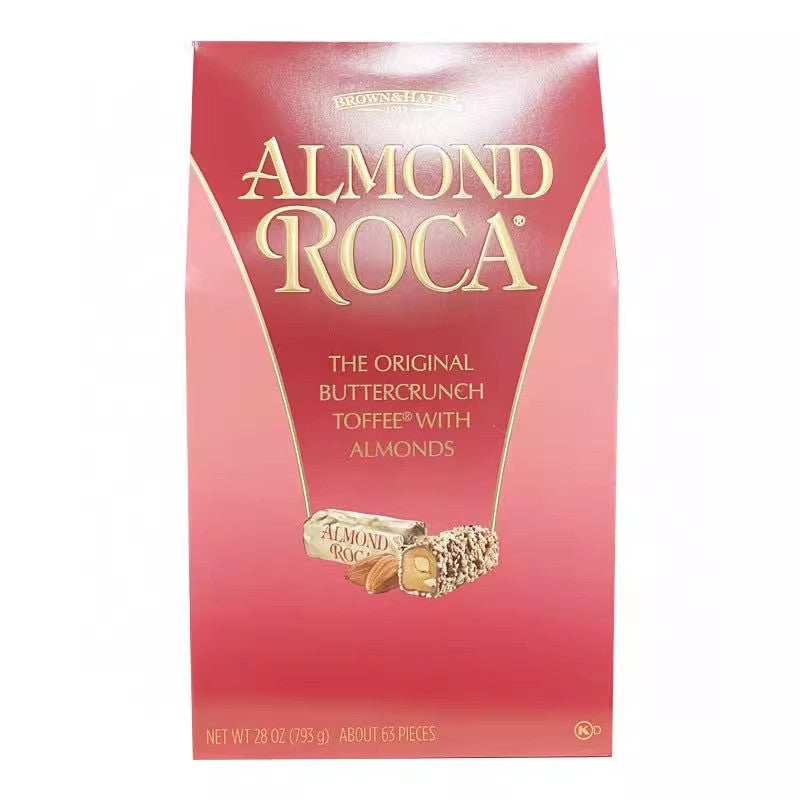 BROWN & HALEY
ALMOND
ROCA®
THE ORIGINAL
BUTTERCRUNCH
TOFFEE® WITH
ALMONDS
ALMOND
ROCA
NET WT 28 OZ (793 g) ABOUT 63 PIECES
K D